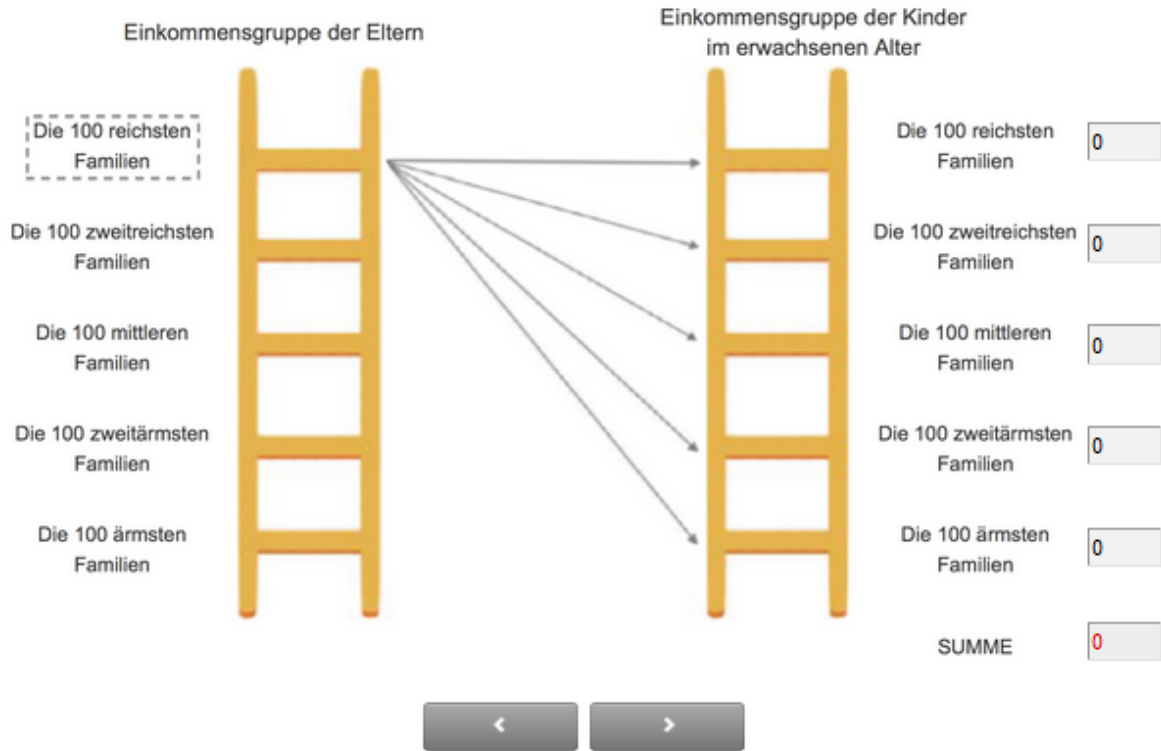 Einkommensgruppe der Eltern
Einkommensgruppe der Kinder
im erwachsenen Alter
Die 100 reichsten
Familien
Die 100 zweitreichsten
Familien
Die 100 mittleren
Familien
Die 100 zweitärmsten
Familien
Die 100 ärmsten
Familien
Die 100 reichsten
Familien
0
Die 100 zweitreichsten
Familien
0
Die 100 mittleren
Familien
0
Die 100 zweitärmsten
Familien
0
Die 100 ärmsten
Familien
0
SUMME
0